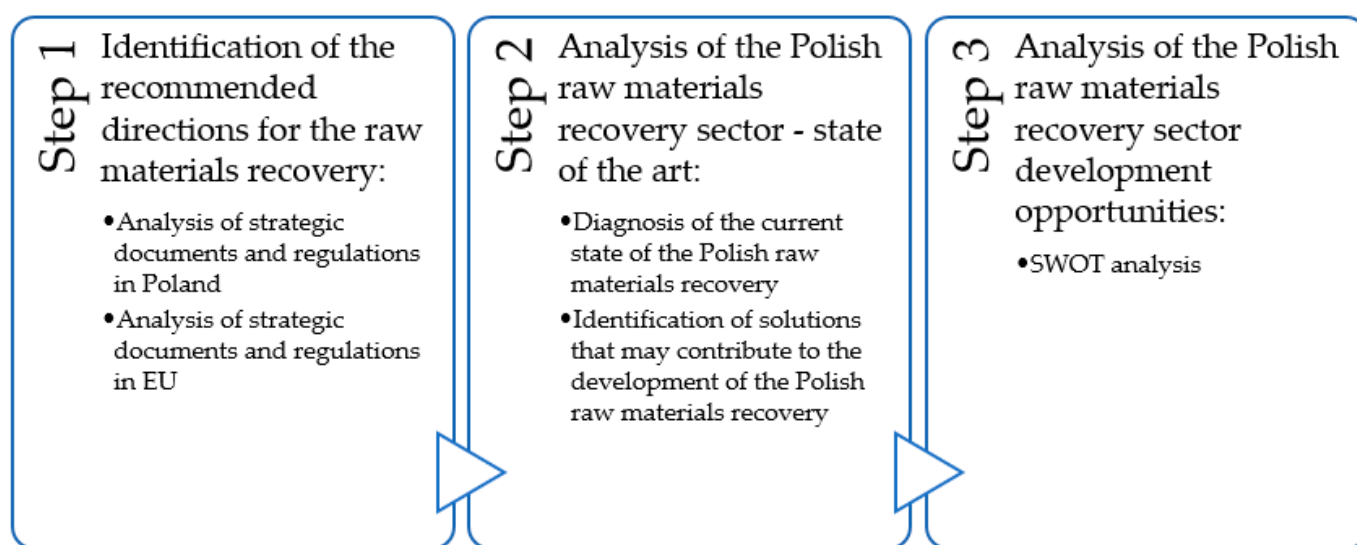 Step 1
Identification of the
recommended
directions for the raw
materials recovery:
•Analysis of strategic
documents and regulations
in Poland
•Analysis of strategic
documents and regulations
in EU
Step 2
Analysis of the Polish
raw materials
recovery sector - state
of the art:
•Diagnosis of the current
state of the Polish raw
materials recovery
•Identification of solutions
that may contribute to the
development of the Polish
raw materials recovery
Step 3
Analysis of the Polish
raw materials
recovery sector
development
opportunities:
•SWOT analysis